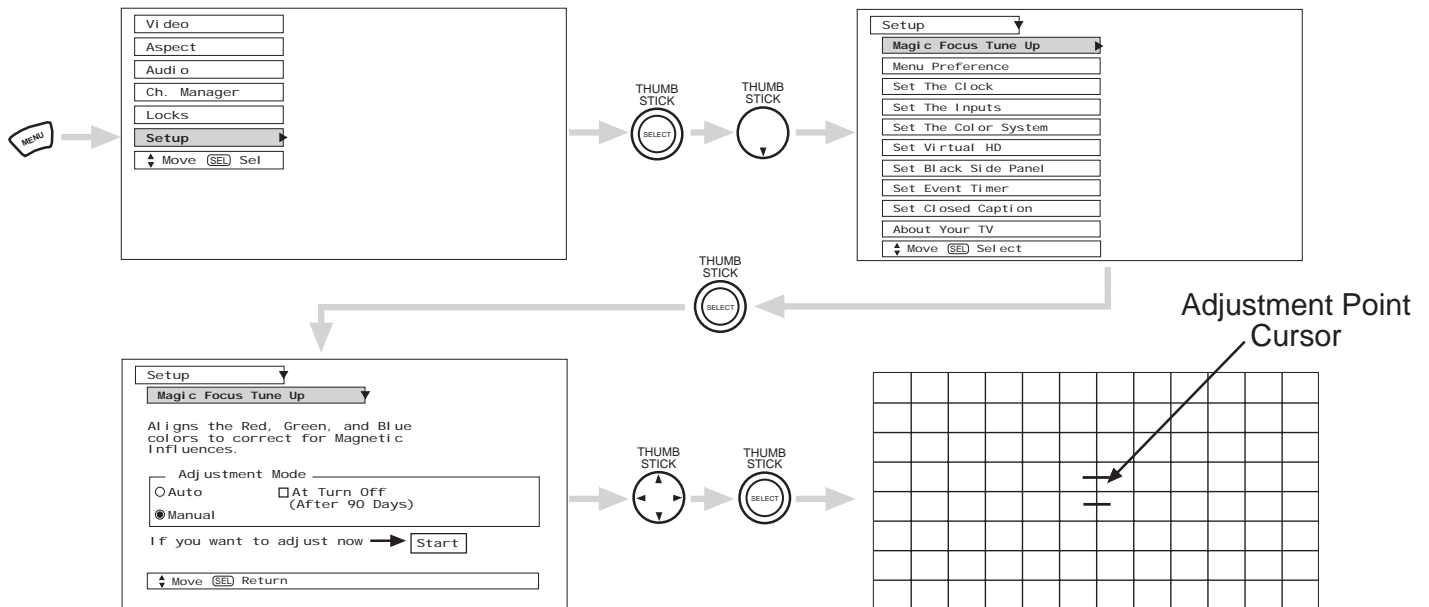 MENU
Video
Aspect
Audio
Ch. Manager
Locks
Setup
Move SEL Sel
THUMB
STICK
SELECT
THUMB
STICK
Setup
Magic Focus Tune Up
Menu Preference
Set The Clock
Set The Inputs
Set The Color System
Set Virtual HD
Set Black Side Panel
Set Event Timer
Set Closed Caption
About Your TV
Move SEL Select
THUMB
STICK
SELECT
Setup
Magic Focus Tune Up
Aligns the Red, Green, and Blue
colors to correct for Magnetic
Influences.
Adjustment Mode
Auto
At Turn Off
(After 90 Days)
Manual
If you want to adjust now
Start
Move SEL Return
THUMB
STICK
THUMB
STICK
SELECT
Adjustment Point
Cursor